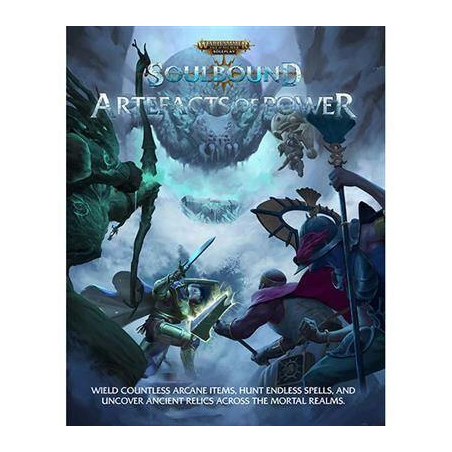 WARHAMMER
AGE OF SIGMAR
ROLEPLAY
SOULBOUND
ARTEFACTS OF POWER
WIELD COUNTLESS ARCANE ITEMS, HUNT ENDLESS SPELLS, AND
UNCOVER ANCIENT RELICS ACROSS THE MORTAL REALMS.